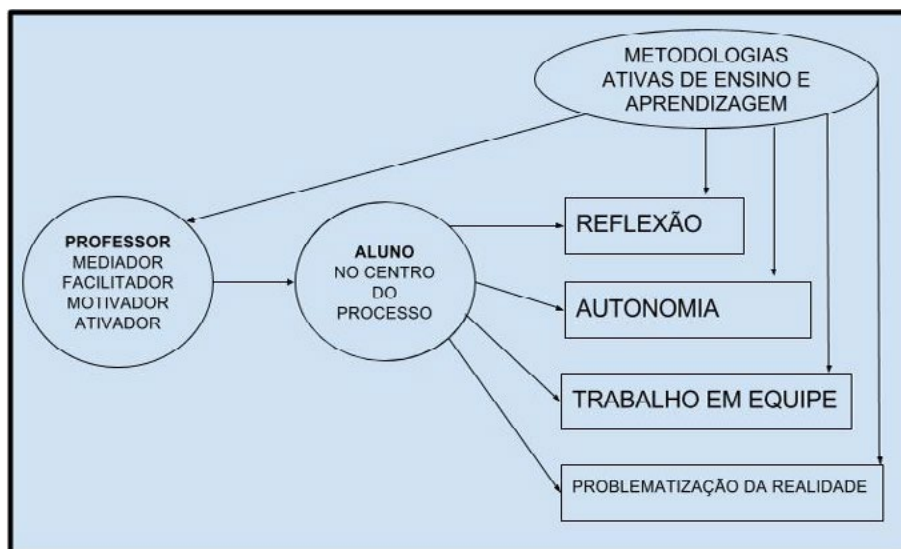 METODOLOGIAS
ATIVAS DE ENSINO E
APRENDIZAGEM
PROFESSOR
MEDIADOR
FACILITADOR
MOTIVADOR
ATIVADOR
ALUNO
NO CENTRO
DO
PROCESSO
REFLEXÃO
AUTONOMIA
TRABALHO EM EQUIPE
PROBLEMATIZAÇÃO DA REALIDADE